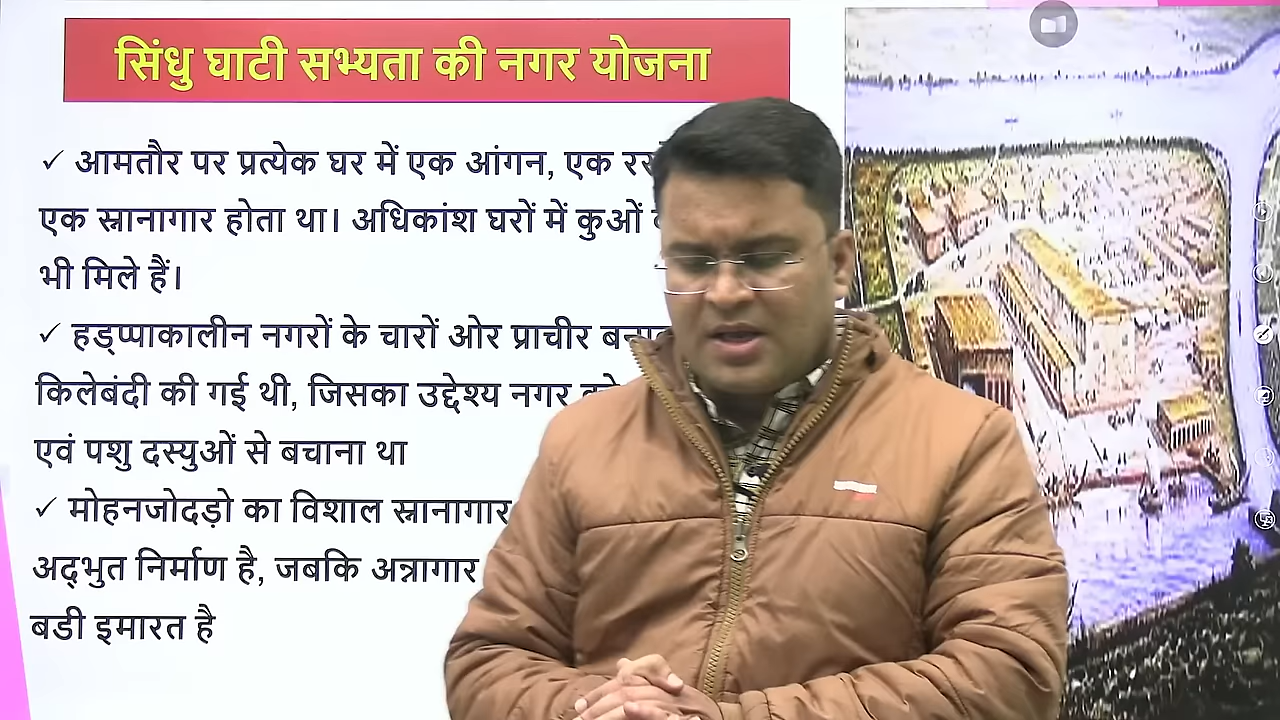 सिंधु घाटी सभ्यता की नगर योजना
✓ आमतौर पर प्रत्येक घर में एक आंगन, एक
एक स्नानागार होता था। अधिकांश घरों में कुओं
भी मिले हैं।
✓ हड़प्पाकालीन नगरों के चारों ओर प्राचीर
किलेबंदी की गई थी, जिसका उद्देश्य नगर
एवं पशु दस्युओं से बचाना था
✓ मोहनजोदड़ो का विशाल स्नानागार
अद्भुत निर्माण है, जबकि अन्नागार
बडी इमारत है